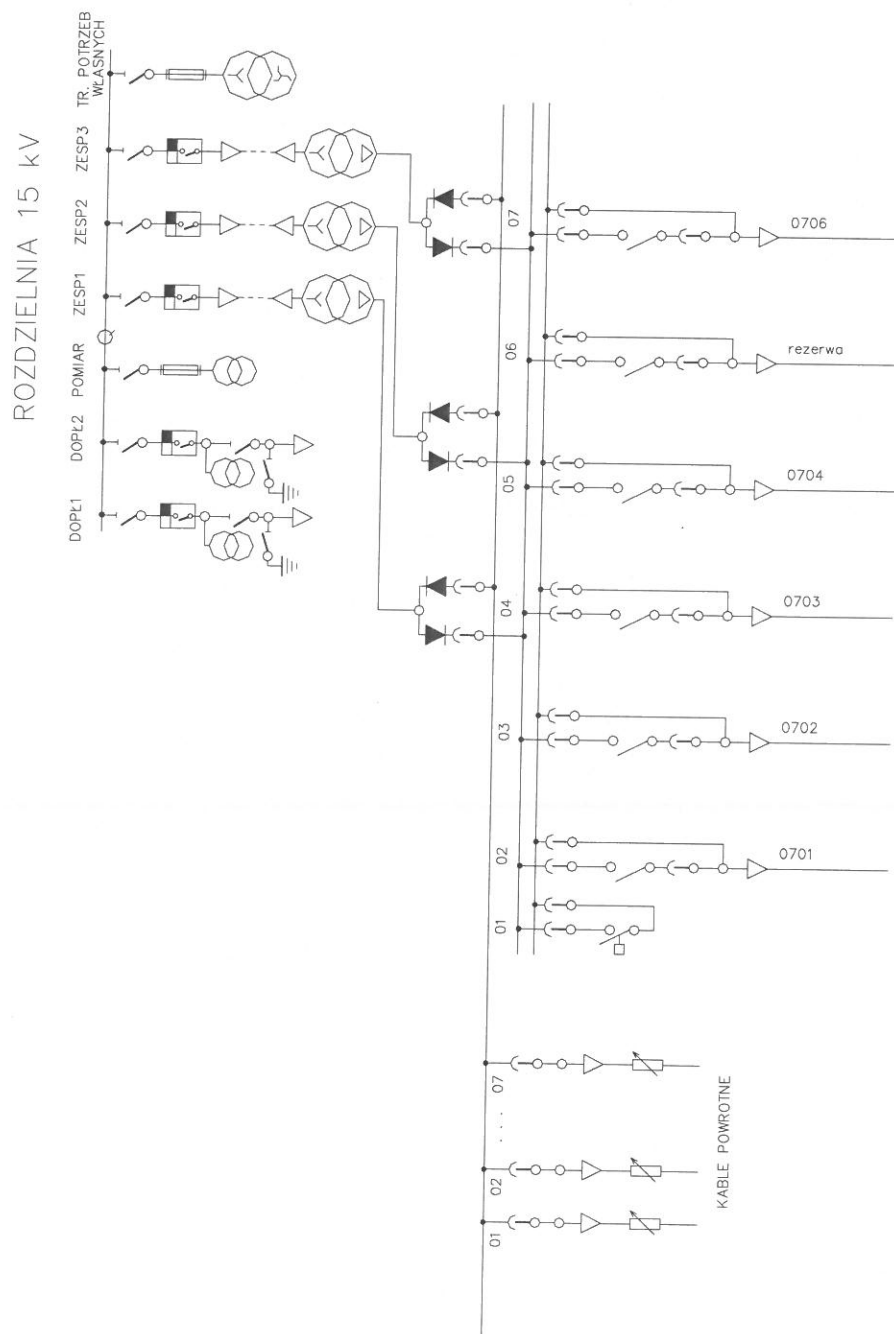 ROZDZIELNIA 15 kV
DOPŁ1
DOPŁ2
POMIAR
ZESP1
ZESP2
ZESP3
TR. POTRZEB
WŁASNYCH
01
02
03
04
05
06
07
0701
0702
0703
0704
rezerwa
0706
01
02
. . .
07
KABLE POWROTNE